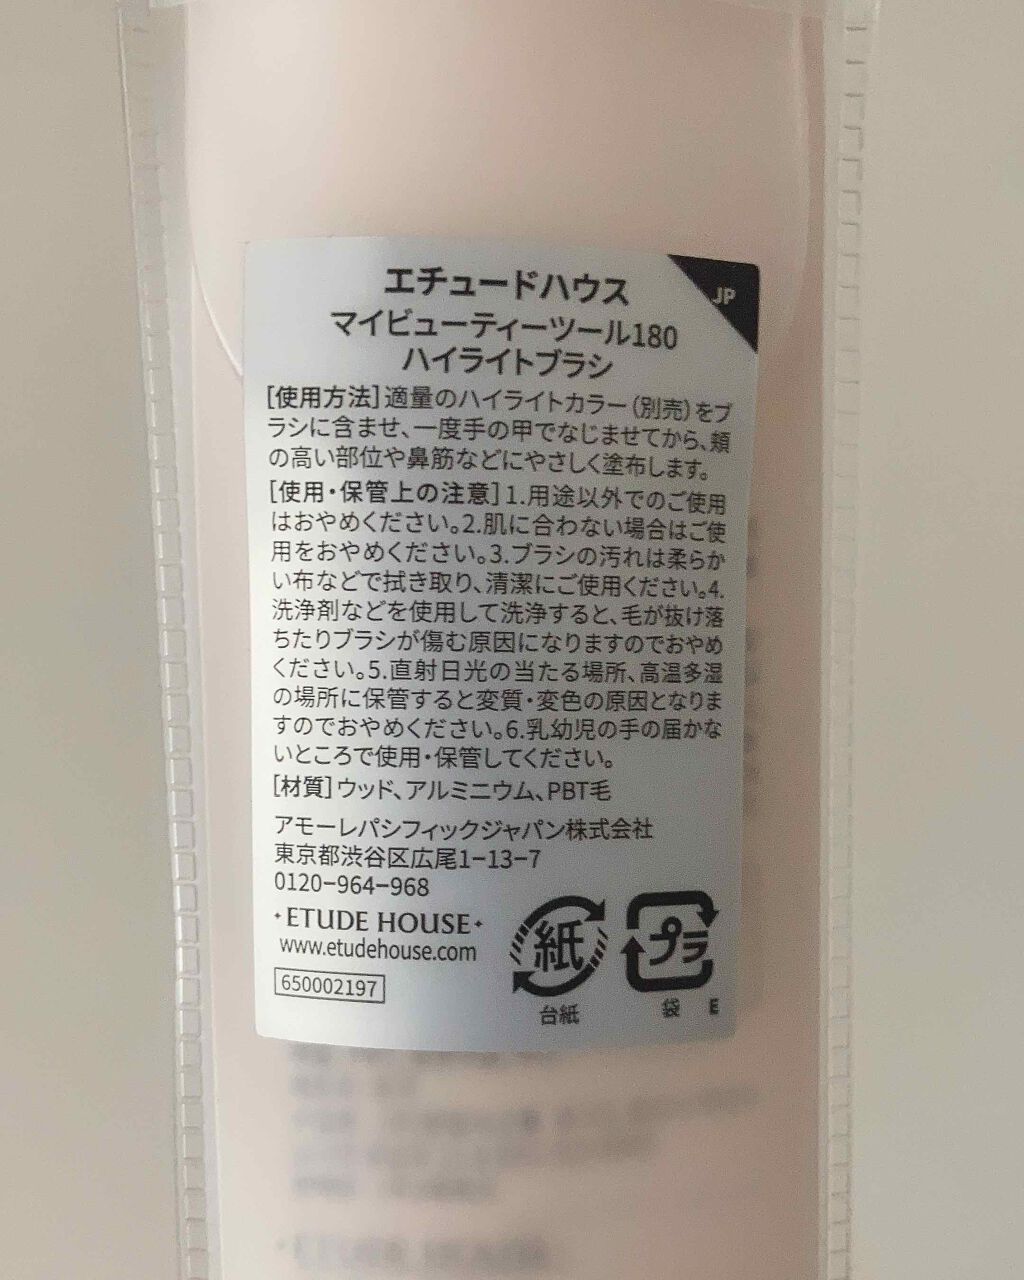 エチュードハウス
JP
マイビューティーツール180
ハイライトブラシ
[使用方法]適量のハイライトカラー(別売)をブ
ラシに含ませ、一度手の甲でなじませてから、頬
の高い部位や鼻筋などにやさしく塗布します。
[使用・保管上の注意]1.用途以外でのご使用
はおやめください。2.肌に合わない場合はご使
用をおやめください。3.ブラシの汚れは柔らか
い布などで拭き取り、清潔にご使用ください。4.
洗浄剤などを使用して洗浄すると、毛が抜け落
ちたりブラシが傷む原因になりますのでおやめ
ください。5.直射日光の当たる場所、高温多湿
の場所に保管すると変質・変色の原因となりま
すのでおやめください。6.乳幼児の手の届かな
いところで使用・保管してください。
[材質]ウッド、アルミニウム、PBT毛
アモーレパシフィックジャパン株式会社
東京都渋谷区広尾1-13-7
0120-964-968
ETUDE HOUSE
www.etudehouse.com
650002197
紙
台紙
プラ
袋 E